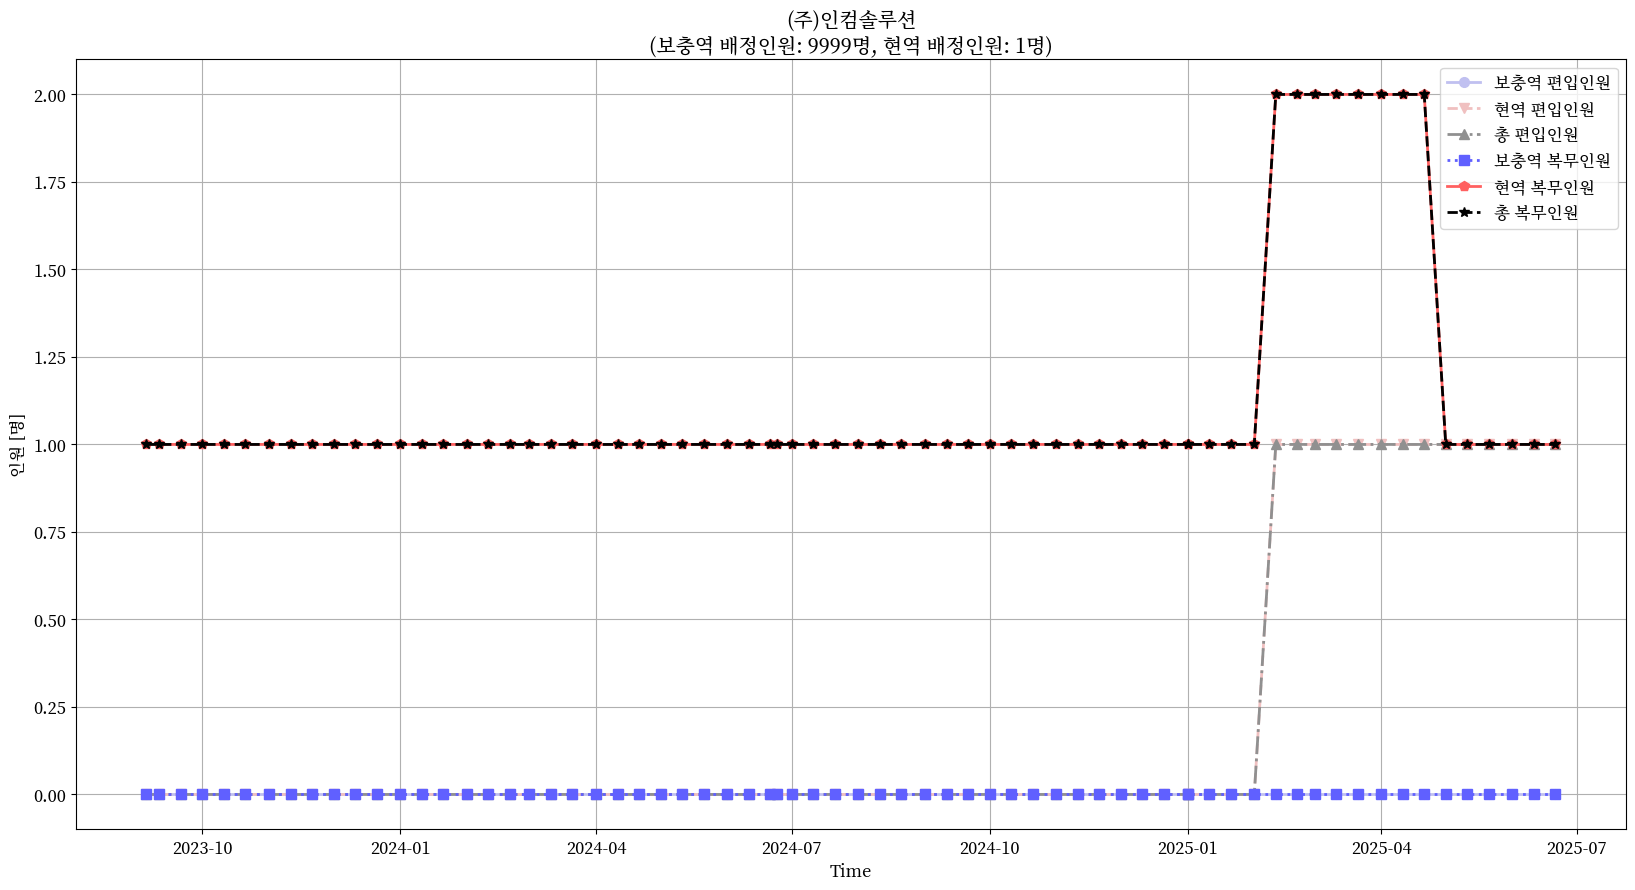 (주)인컴솔루션
(보충역 배정인원: 9999명, 현역 배정인원: 1명)
보충역 편입인원
현역 편입인원
총 편입인원
보충역 복무인원
현역 복무인원
총 복무인원
인원 [명]
2.00
1.75
1.50
1.25
1.00
0.75
0.50
0.25
0.00
2023-10
2024-01
2024-04
2024-07
2024-10
2025-01
2025-04
2025-07
Time